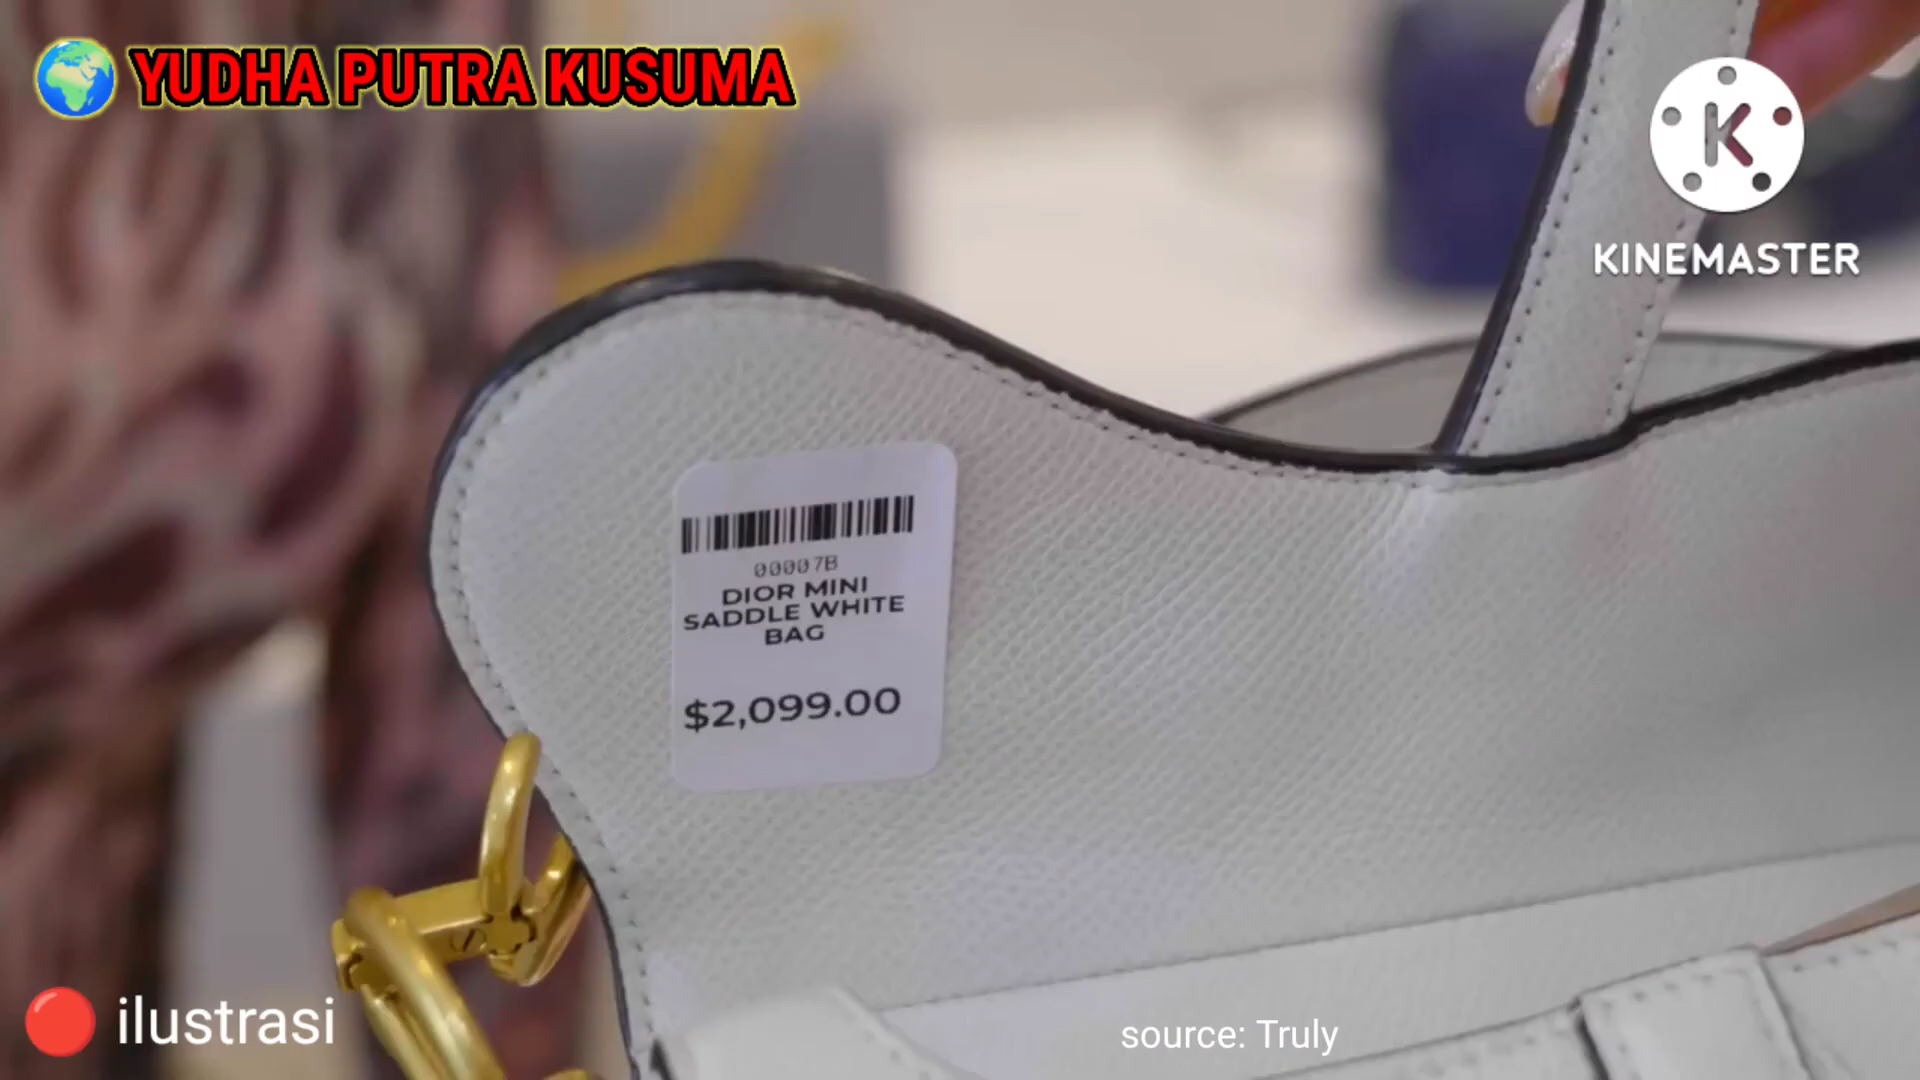 YUDHA PUTRA KUSUMA
KINEMASTER
00007B
DIOR MINI
SADDLE WHITE
BAG
$2,099.00
ilustrasi
source: Truly